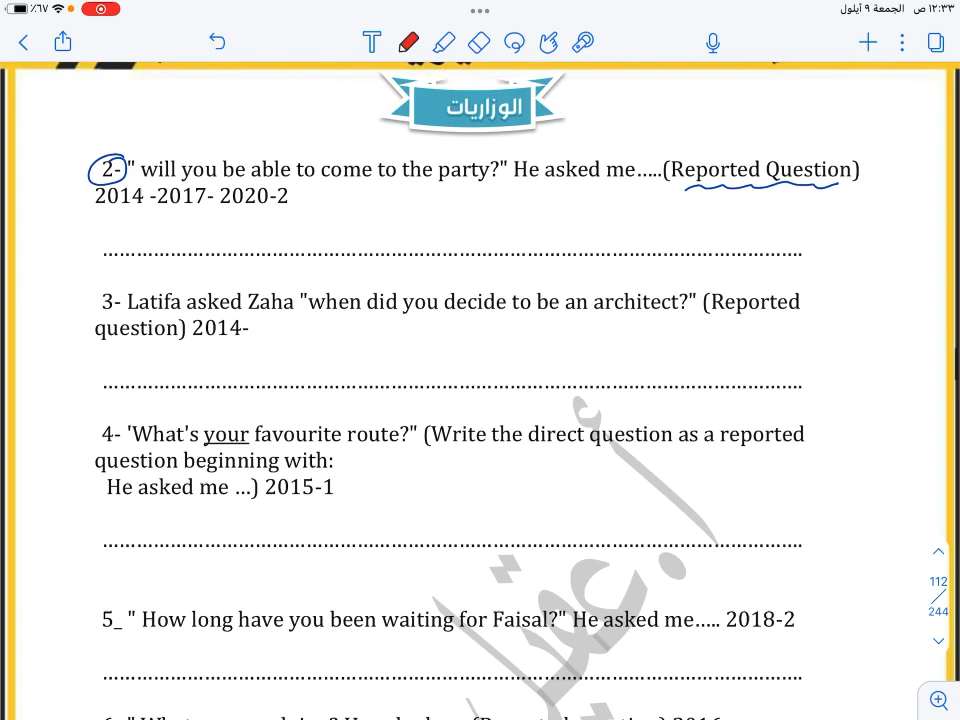 ١٢:٣٣ ص الجمعة ٩ أيلول
٪٦٧
الوزاريات
2- " will you be able to come to the party?" He asked me…..(Reported Question)
2014 -2017- 2020-2
……………………………………………………………………………………….
3- Latifa asked Zaha "when did you decide to be an architect?" (Reported
question) 2014-
……………………………………………………………………………………….
4- 'What's your favourite route?" (Write the direct question as a reported
question beginning with:
He asked me …) 2015-1
……………………………………………………………………………………….
5_ " How long have you been waiting for Faisal?" He asked me….. 2018-2
……………………………………………………………………………………….
112
244